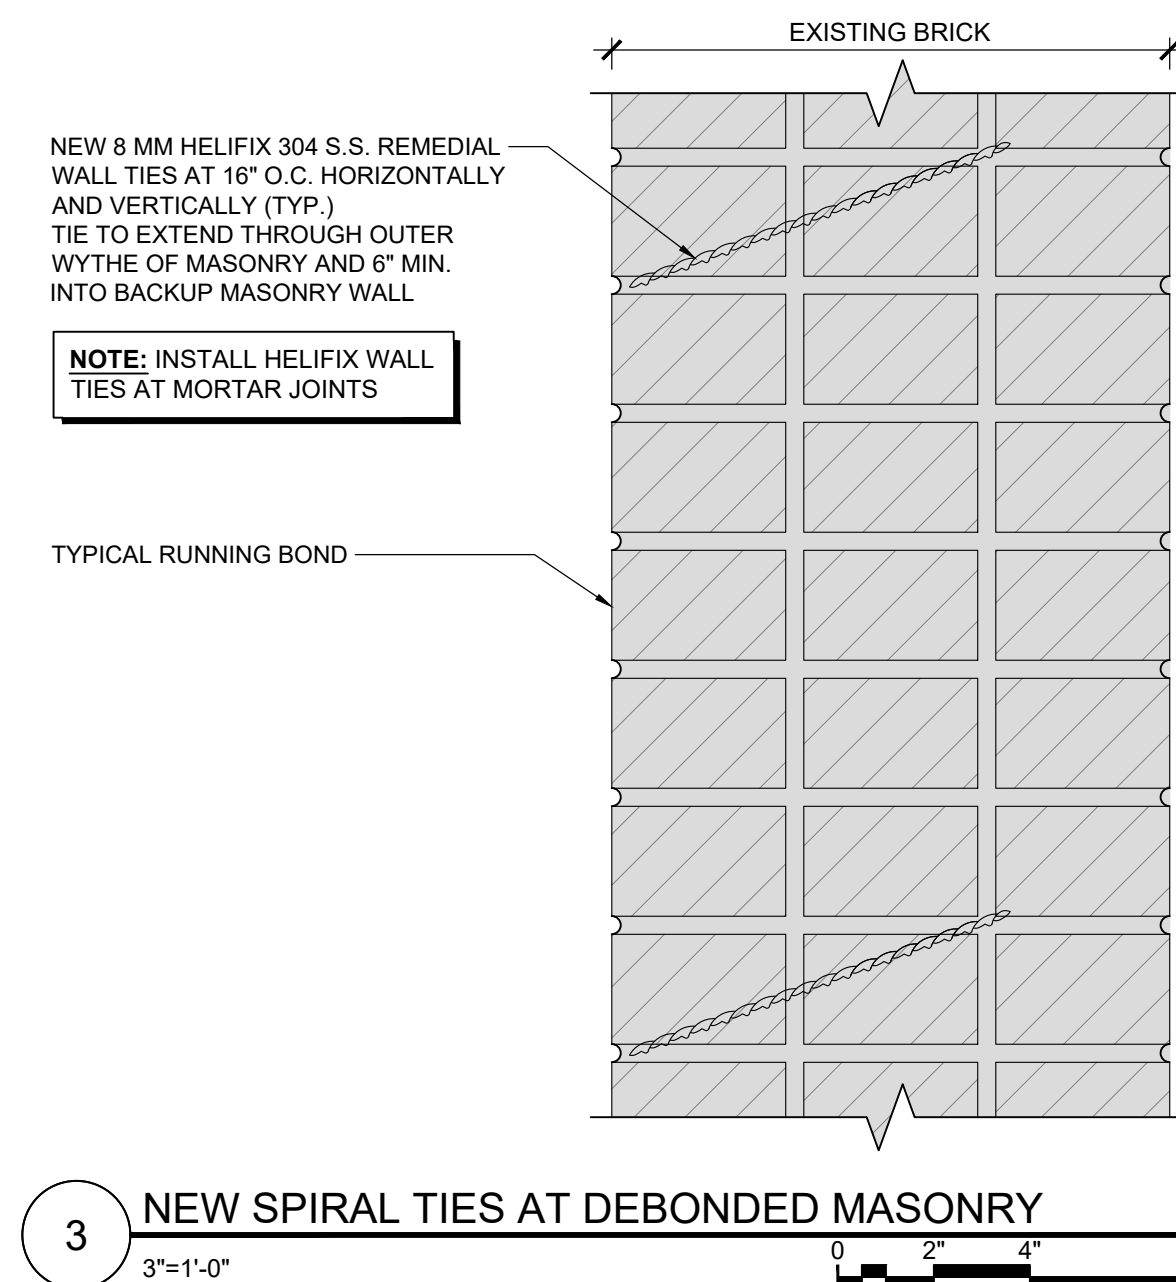 EXISTING BRICK
NEW 8 MM HELIFIX 304 S.S. REMEDIAL
WALL TIES AT 16" O.C. HORIZONTALLY
AND VERTICALLY (TYP.)
TIE TO EXTEND THROUGH OUTER
WYTHE OF MASONRY AND 6" MIN.
INTO BACKUP MASONRY WALL
NOTE: INSTALL HELIFIX WALL
TIES AT MORTAR JOINTS
TYPICAL RUNNING BOND
3
NEW SPIRAL TIES AT DEBONDED MASONRY
3"=1'-0"
0 2" 4"